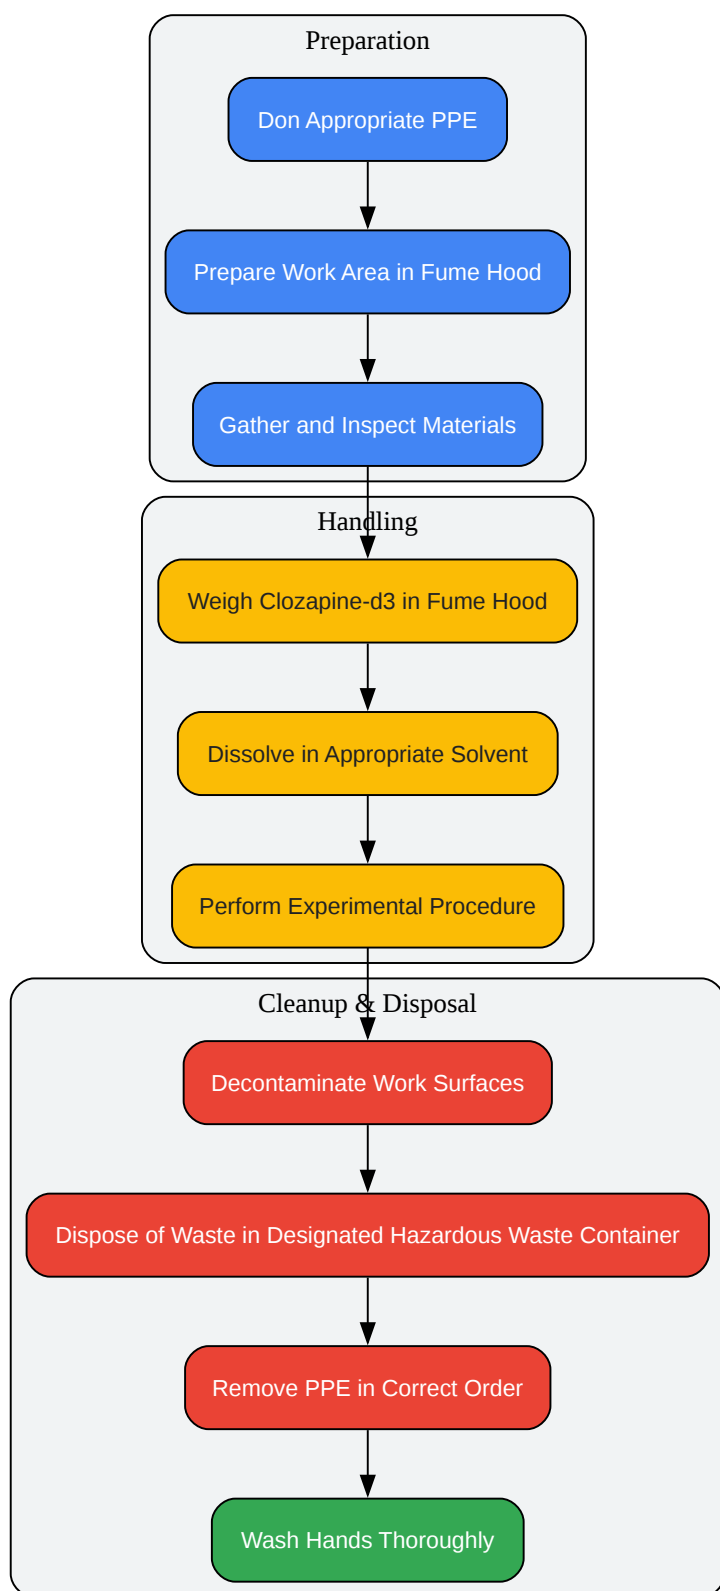 Preparation
Don Appropriate PPE
Prepare Work Area in Fume Hood
Gather and Inspect Materials
Handling
Weigh Clozapine-d3 in Fume Hood
Dissolve in Appropriate Solvent
Perform Experimental Procedure
Cleanup & Disposal
Decontaminate Work Surfaces
Dispose of Waste in Designated Hazardous Waste Container
Remove PPE in Correct Order
Wash Hands Thoroughly